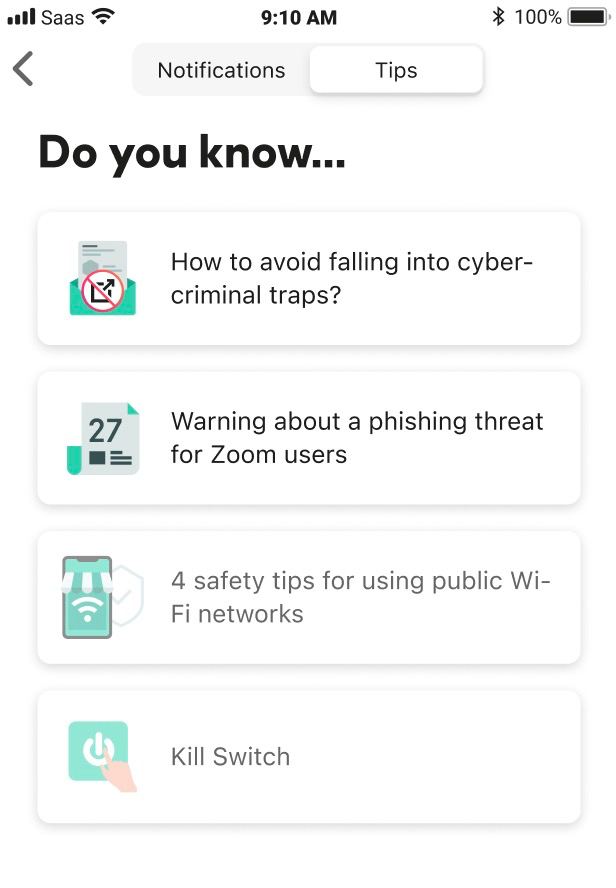 Saas 9:10 AM 100%
Notifications Tips
Do you know...
How to avoid falling into cyber-
criminal traps?
27
Warning about a phishing threat
for Zoom users
4 safety tips for using public Wi-
Fi networks
Kill Switch